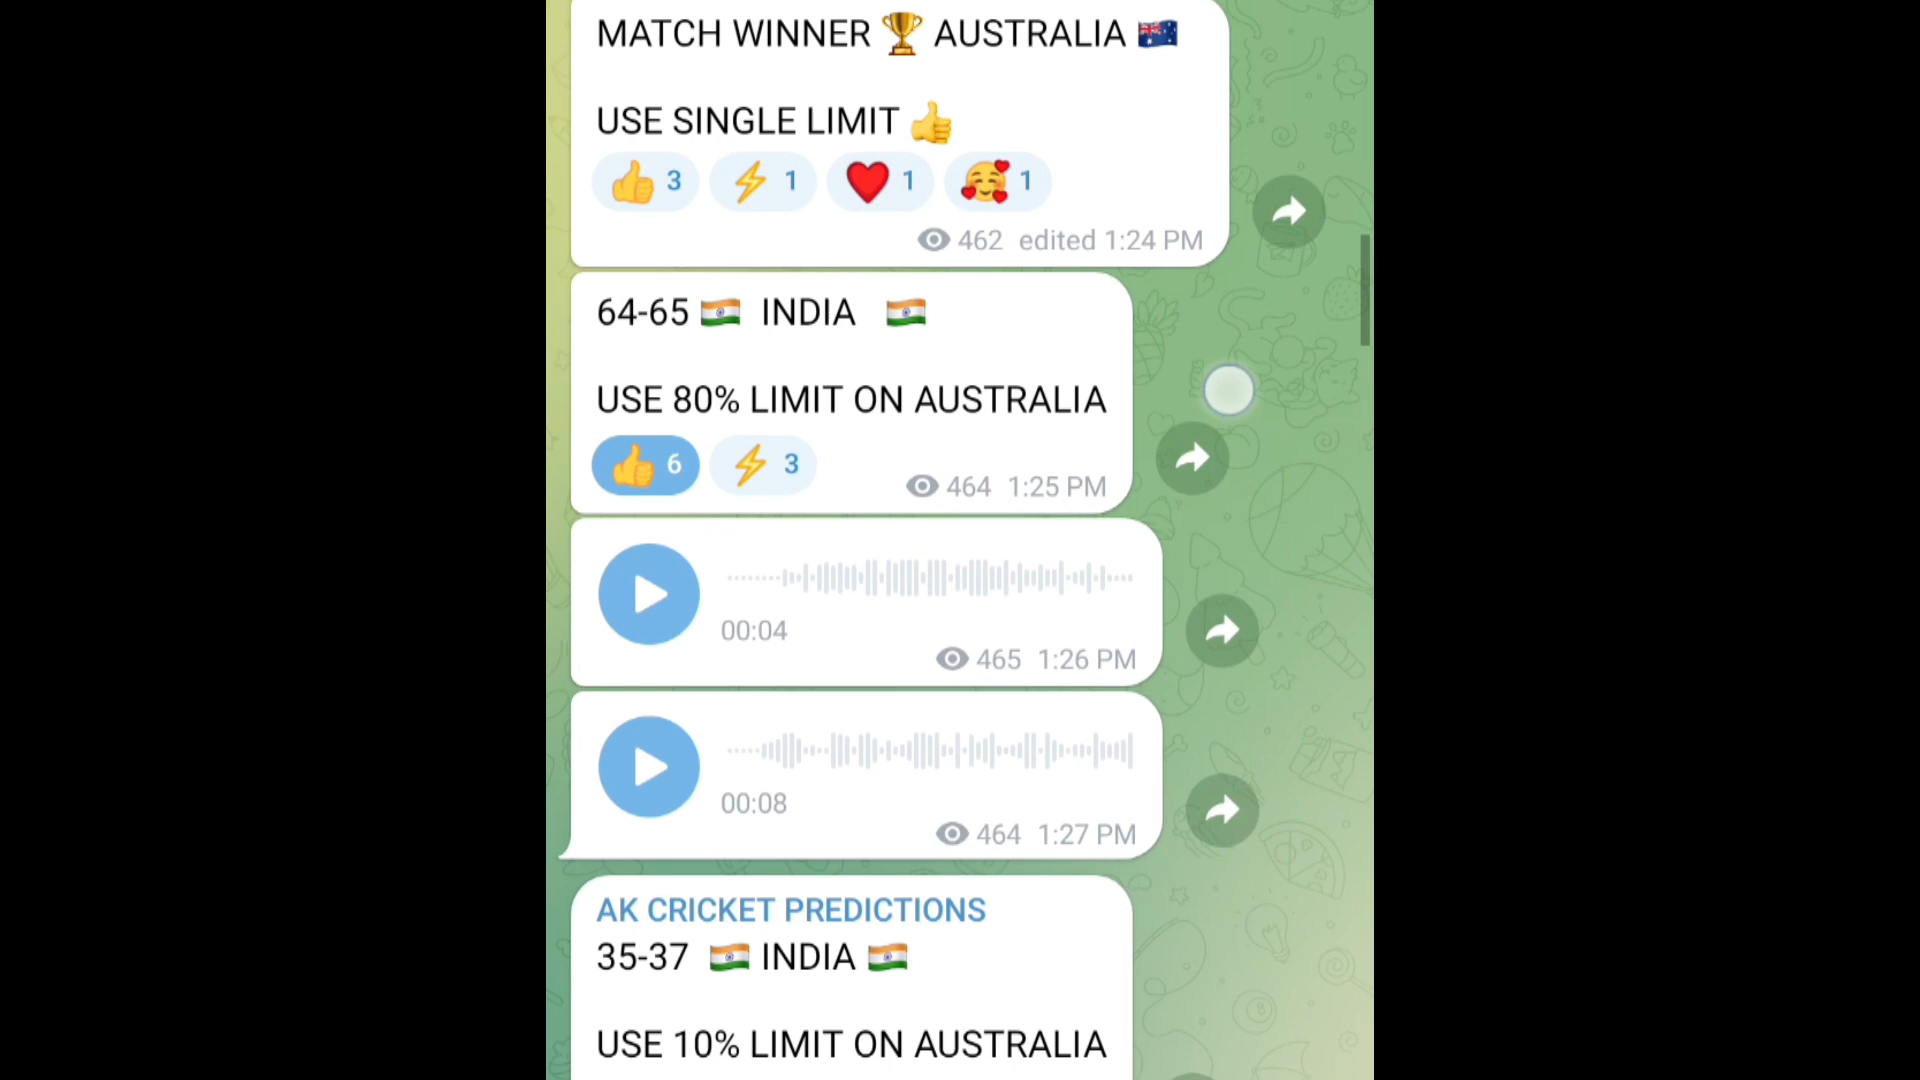 MATCH WINNER 🏆 AUSTRALIA 🇦🇺
USE SINGLE LIMIT 👍
👍 3 ⚡ 1 ❤️ 1 🥰 1
462 edited 1:24 PM
64-65 🇮🇳 INDIA 🇮🇳
USE 80% LIMIT ON AUSTRALIA
👍 6 ⚡ 3
464 1:25 PM
00:04
465 1:26 PM
00:08
464 1:27 PM
AK CRICKET PREDICTIONS
35-37 🇮🇳 INDIA 🇮🇳
USE 10% LIMIT ON AUSTRALIA